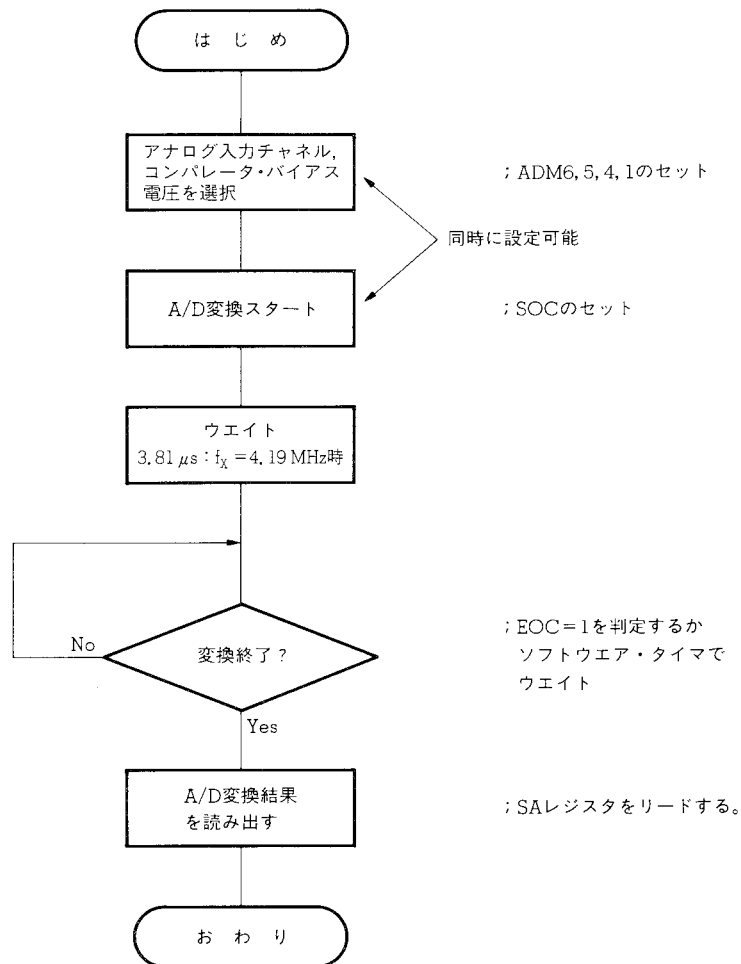 はじめ
アナログ入力チャネル,
コンパレータ・バイアス
電圧を選択
; ADM6, 5, 4, 1のセット
同時に設定可能
A/D変換スタート
; SOCのセット
ウエイト
3.81 μs : fX = 4.19 MHz時
No
変換終了?
; EOC=1を判定するか
ソフトウエア・タイマで
ウエイト
Yes
A/D変換結果
を読み出す
; SAレジスタをリードする。
おわり